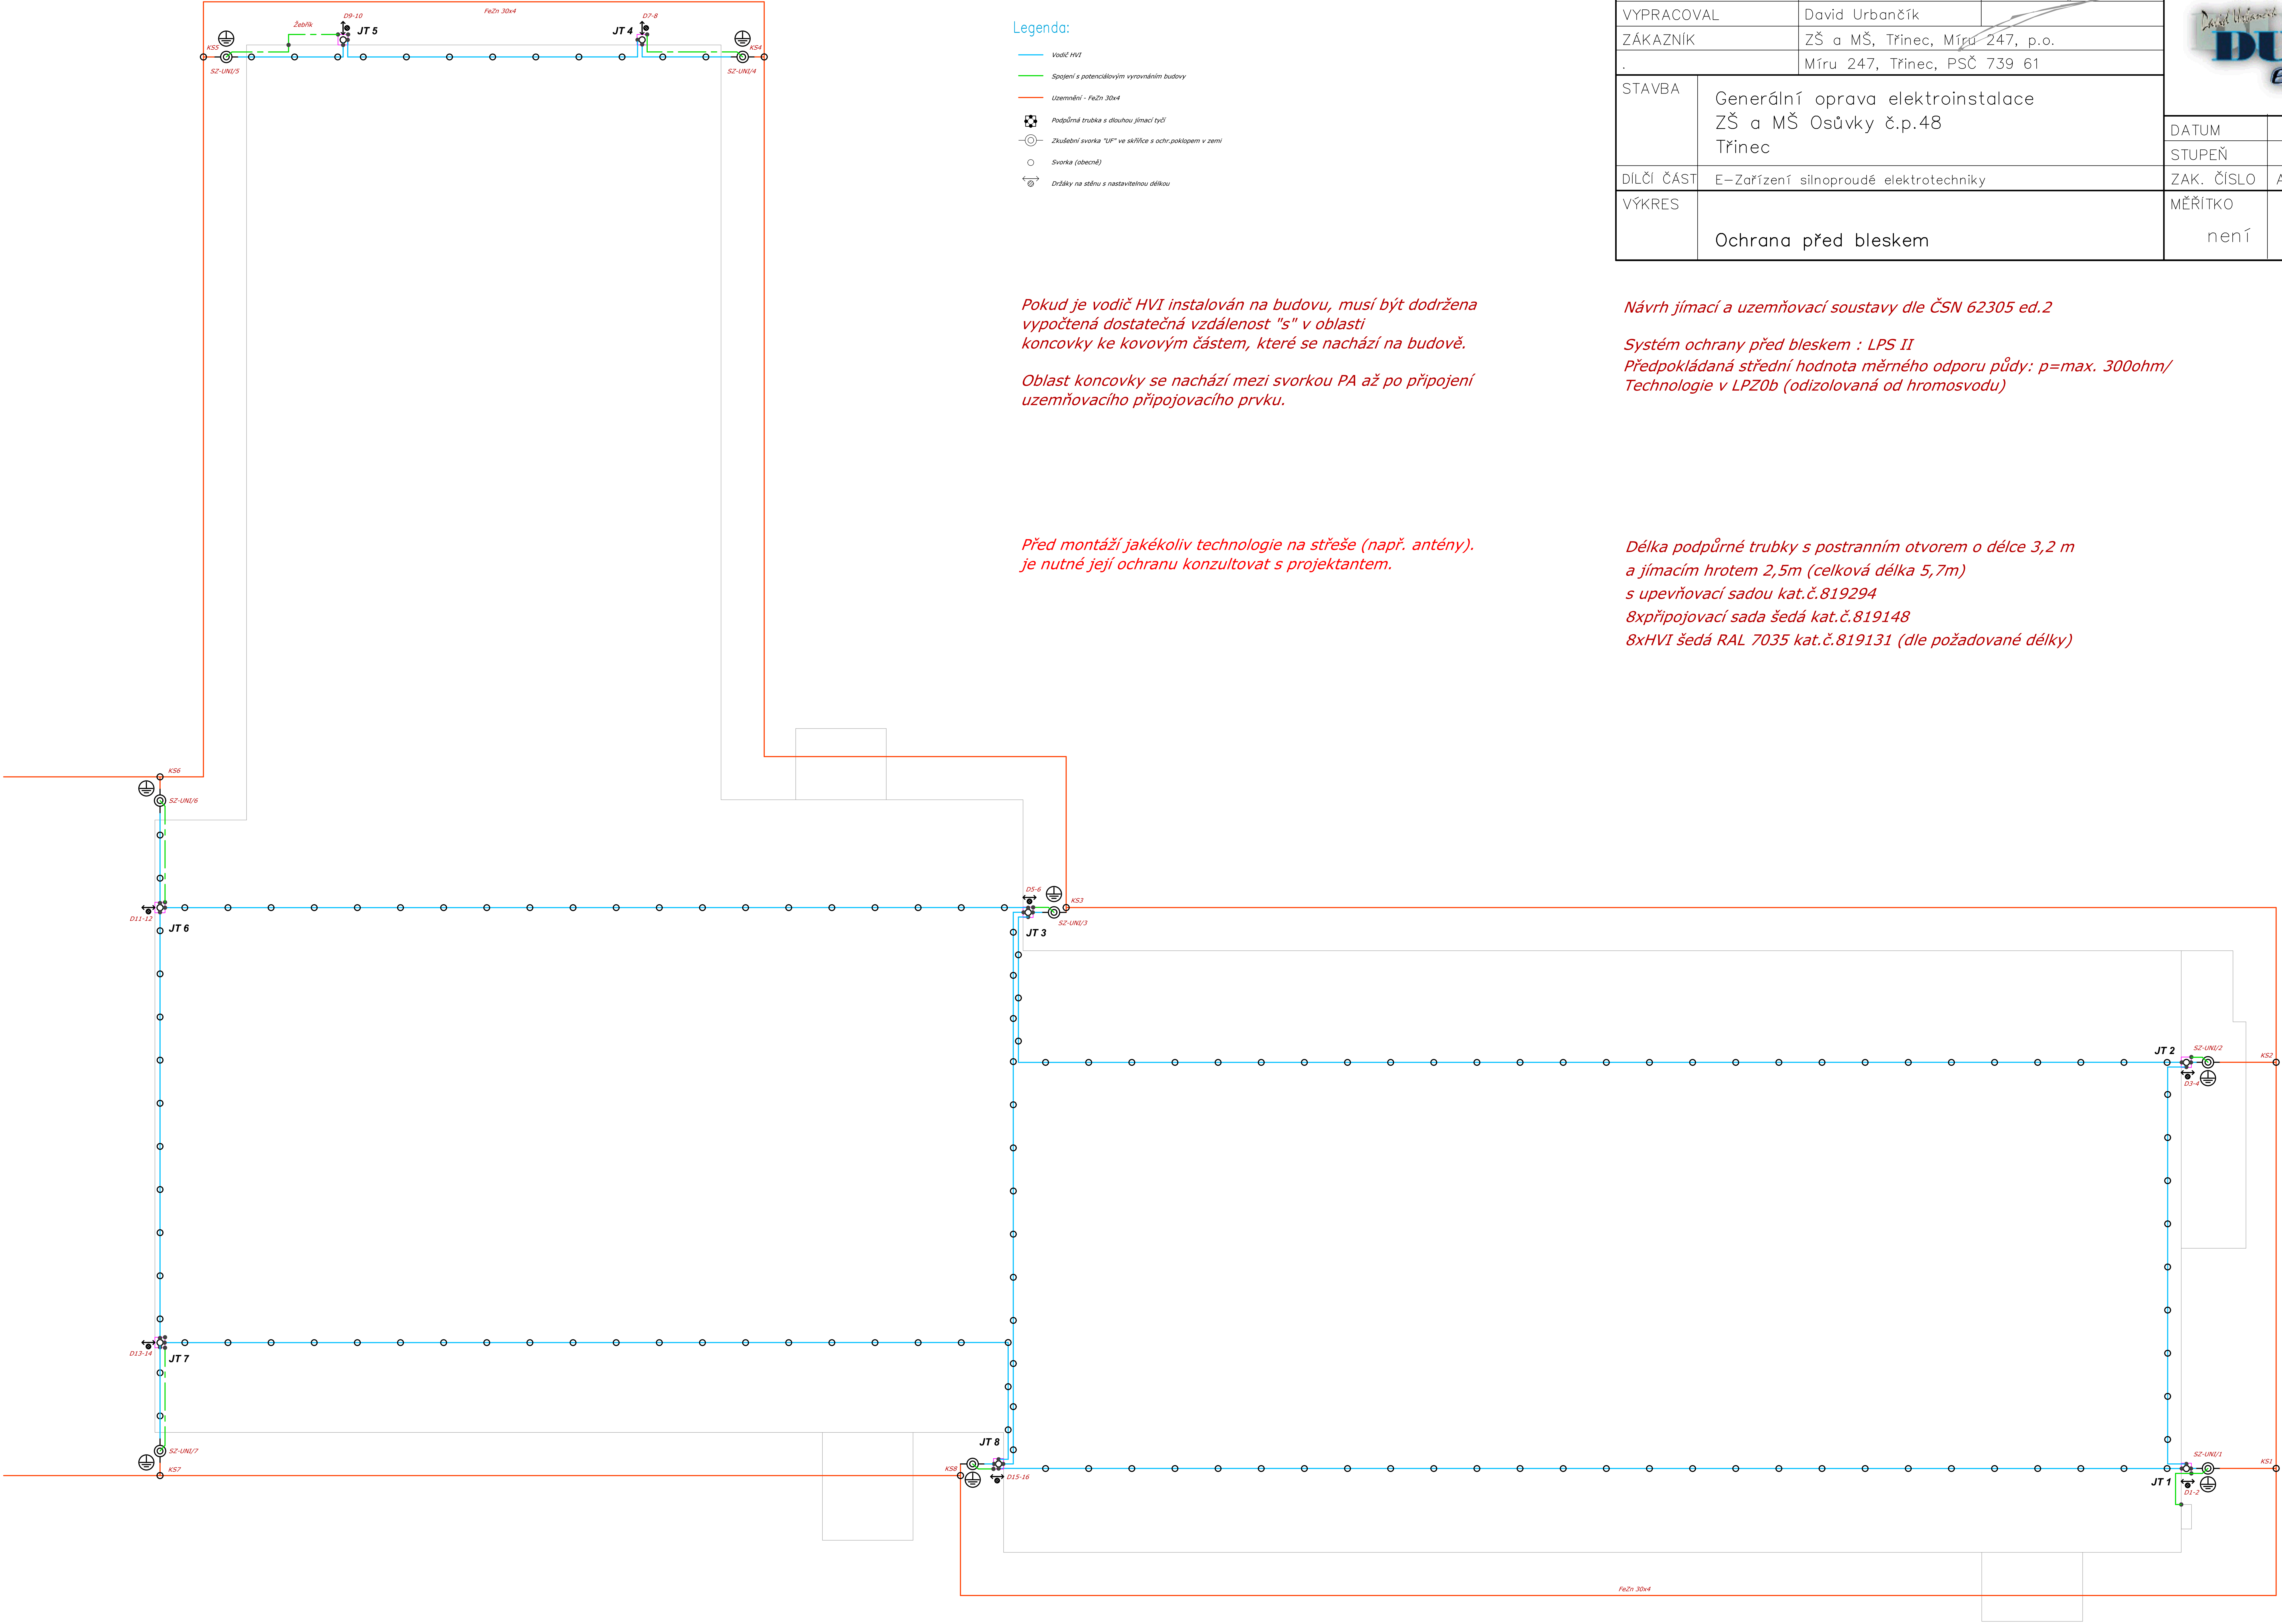 FeZn 30x4
Žebřík
D9-10
JT 5
JT 4
D7-8
KS5
SZ-UNI/5
KS4
SZ-UNI/4
Legenda:
Vodič HVI
Spojení s potenciálovým vyrovnáním budovy
Uzemnění - FeZn 30x4
Podpůrná trubka s dlouhou jímací tyčí
Zkušební svorka "UF" ve skříňce s ochr.poklopem v zemi
Svorka (obecně)
Držáky na stěnu s nastavitelnou délkou
VYPRACOVAL David Urbančík
ZÁKAZNÍK ZŠ a MŠ, Třinec, Míru 247, p.o.
. Míru 247, Třinec, PSČ 739 61
STAVBA
Generální oprava elektroinstalace
ZŠ a MŠ Osůvky č.p.48
Třinec
DÍLČÍ ČÁST E-Zařízení silnoproudé elektrotechniky
VÝKRES
Ochrana před bleskem
DATUM
STUPEŇ
ZAK. ČÍSLO
MĚŘÍTKO
není
Pokud je vodič HVI instalován na budovu, musí být dodržena
vypočtená dostatečná vzdálenost "s" v oblasti
koncovky ke kovovým částem, které se nachází na budově.
Oblast koncovky se nachází mezi svorkou PA až po připojení
uzemňovacího připojovacího prvku.
Návrh jímací a uzemňovací soustavy dle ČSN 62305 ed.2
Systém ochrany před bleskem : LPS II
Předpokládaná střední hodnota měrného odporu půdy: p=max. 300ohm/
Technologie v LPZ0b (odizolovaná od hromosvodu)
Před montáží jakékoliv technologie na střeše (např. antény).
je nutné její ochranu konzultovat s projektantem.
Délka podpůrné trubky s postranním otvorem o délce 3,2 m
a jímacím hrotem 2,5m (celková délka 5,7m)
s upevňovací sadou kat.č.819294
8xpřipojovací sada šedá kat.č.819148
8xHVI šedá RAL 7035 kat.č.819131 (dle požadované délky)
KS6
SZ-UNI/6
D11-12
JT 6
D5-6
KS3
SZ-UNI/3
JT 3
JT 2
SZ-UNI/2
KS2
D3-4
D13-14
JT 7
SZ-UNI/7
KS7
JT 8
KS8
D15-16
SZ-UNI/1
KS1
JT 1
D1-2
FeZn 30x4